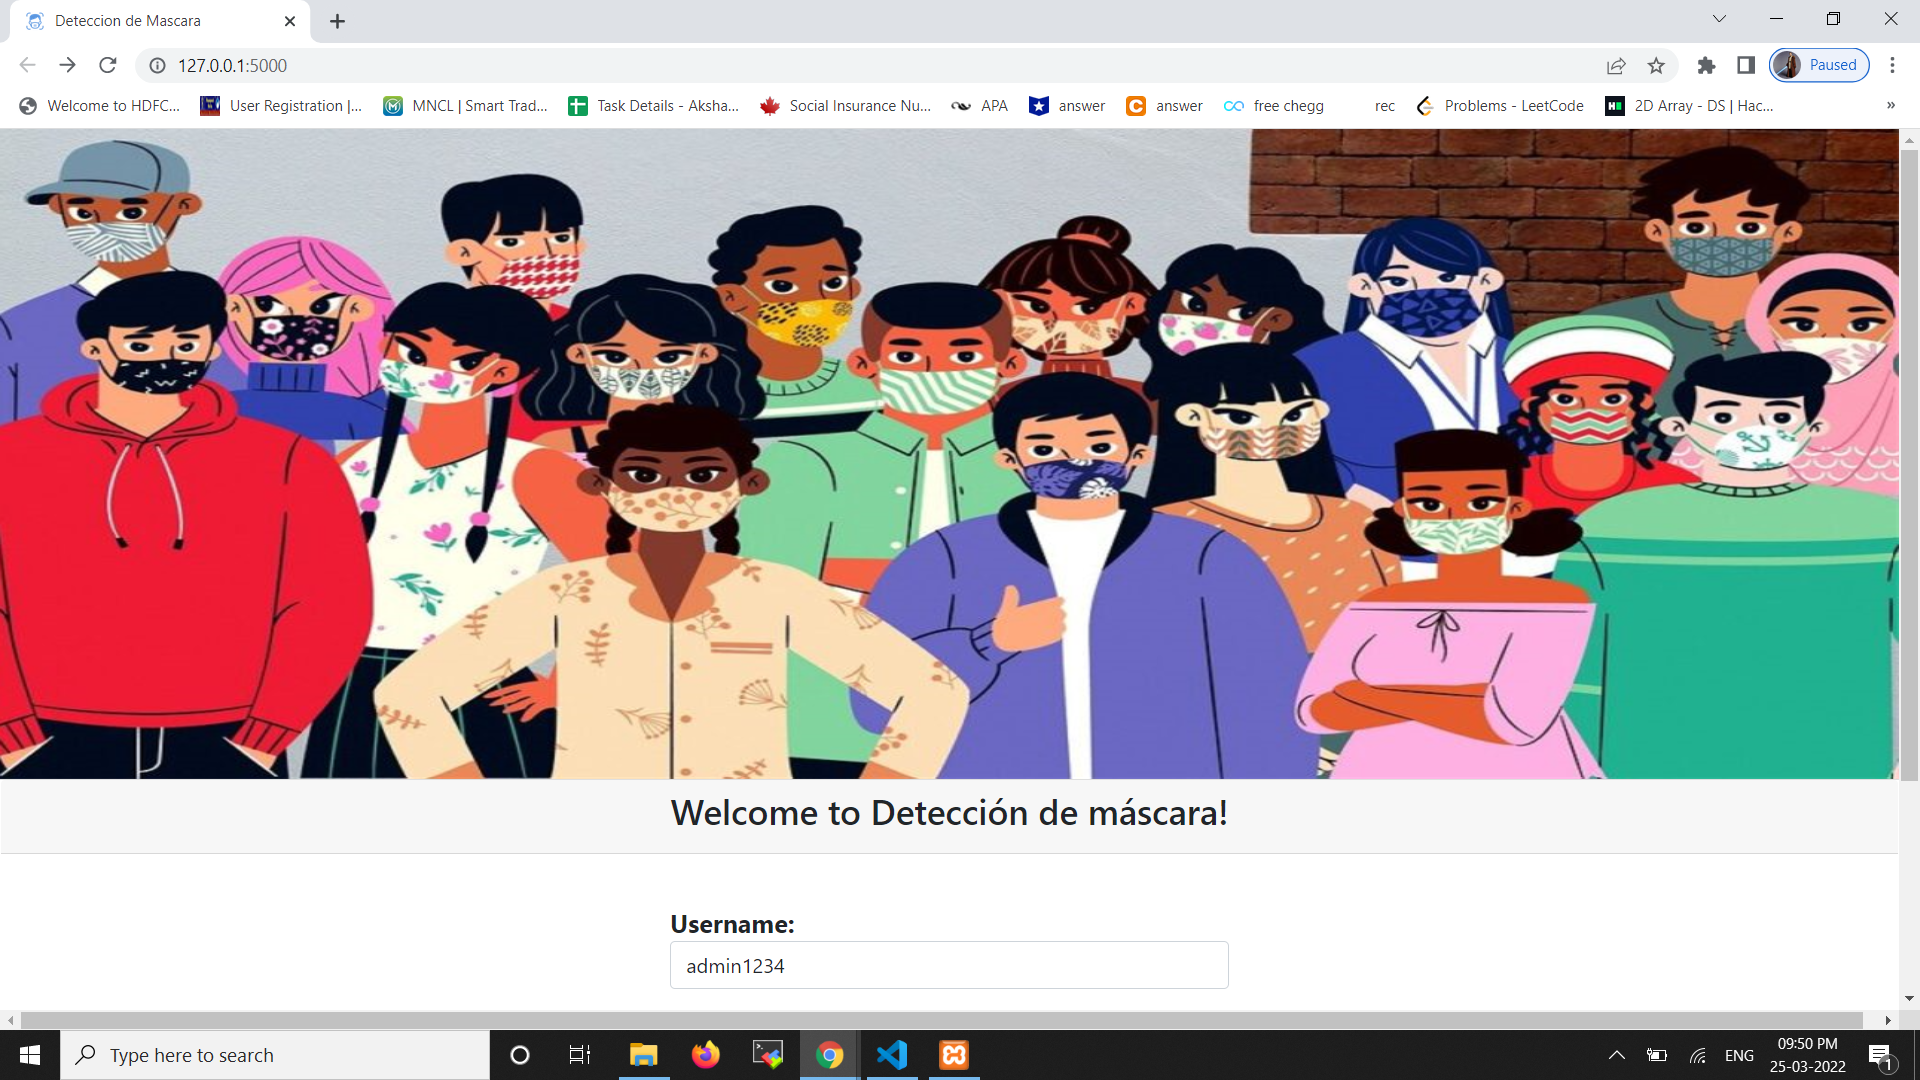 Deteccion de Mascara
127.0.0.1:5000
Paused
Welcome to HDFC...
User Registration |...
MNCL | Smart Trad...
Task Details - Aksha...
Social Insurance Nu...
APA
answer
answer
free chegg
rec
Problems - LeetCode
2D Array - DS | Hac...
»
Welcome to Detección de máscara!
Username:
admin1234
Type here to search
ENG
09:50 PM
25-03-2022
1